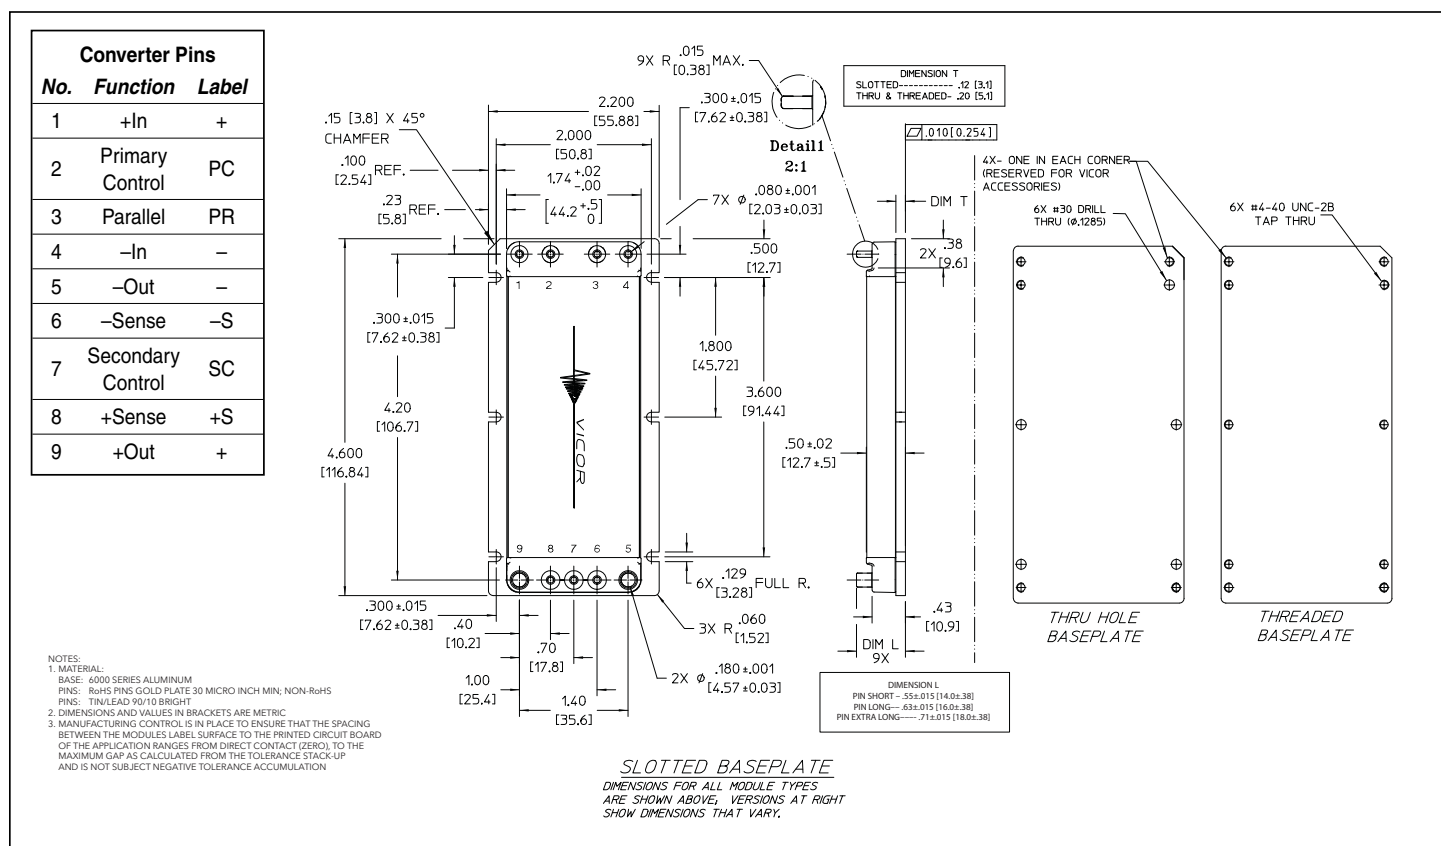 Converter Pins
No. Function Label
1 +In +
2 Primary Control PC
3 Parallel PR
4 –In –
5 –Out –
6 –Sense –S
7 Secondary Control SC
8 +Sense +S
9 +Out +
9X R .015 [0.38] MAX.
DIMENSION T
SLOTTED----------- .12 [3.1]
THRU & THREADED- .20 [5.1]
2.200
[55.88]
.300±.015
[7.62±0.38]
.15 [3.8] X 45°
CHAMFER
2.000
[50.8]
Detail1
2:1
.010[0.254]
.100
[2.54] REF.
1.74 +.02 -.00
[44.2 +.5 0]
.23
[5.8] REF.
7X ø .080±.001
[2.03±0.03]
DIM T
4X- ONE IN EACH CORNER
(RESERVED FOR VICOR
ACCESSORIES)
6X #30 DRILL
THRU (ø.1285)
6X #4-40 UNC-2B
TAP THRU
.500
[12.7]
2X .38
[9.6]
1 2 3 4
.300±.015
[7.62±0.38]
1.800
[45.72]
3.600
[91.44]
4.20
[106.7]
4.600
[116.84]
VICOR
.50±.02
[12.7±.5]
9 8 7 6 5
6X .129
[3.28] FULL R.
.300±.015
[7.62±0.38]
.40
[10.2]
.70
[17.8]
3X R .060
[1.52]
.43
[10.9]
DIM L
9X
THRU HOLE
BASEPLATE
THREADED
BASEPLATE
1.00
[25.4]
1.40
[35.6]
2X ø .180±.001
[4.57±0.03]
DIMENSION L
PIN SHORT – .55±.015 [14.0±.38]
PIN LONG–– .63±.015 [16.0±.38]
PIN EXTRA LONG–--- .71±.015 [18.0±.38]
NOTES:
1. MATERIAL:
BASE: 6000 SERIES ALUMINUM
PINS: RoHS PINS GOLD PLATE 30 MICRO INCH MIN; NON-RoHS
PINS: TIN/LEAD 90/10 BRIGHT
2. DIMENSIONS AND VALUES IN BRACKETS ARE METRIC
3. MANUFACTURING CONTROL IS IN PLACE TO ENSURE THAT THE SPACING
BETWEEN THE MODULES LABEL SURFACE TO THE PRINTED CIRCUIT BOARD
OF THE APPLICATION RANGES FROM DIRECT CONTACT (ZERO), TO THE
MAXIMUM GAP AS CALCULATED FROM THE TOLERANCE STACK-UP
AND IS NOT SUBJECT NEGATIVE TOLERANCE ACCUMULATION
SLOTTED BASEPLATE
DIMENSIONS FOR ALL MODULE TYPES
ARE SHOWN ABOVE, VERSIONS AT RIGHT
SHOW DIMENSIONS THAT VARY.